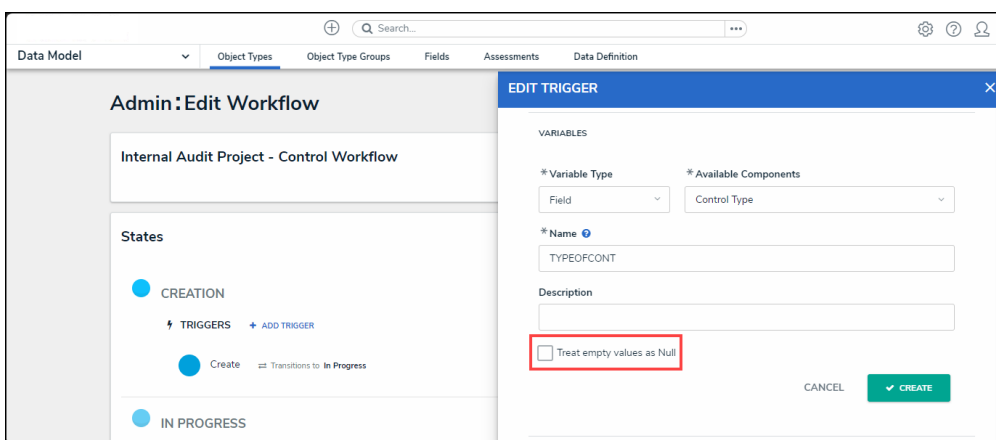 Search...
Data Model
Object Types
Object Type Groups
Fields
Assessments
Data Definition
Admin:Edit Workflow
Internal Audit Project - Control Workflow
States
CREATION
TRIGGERS + ADD TRIGGER
Create ⇄ Transitions to In Progress
IN PROGRESS
EDIT TRIGGER
VARIABLES
*Variable Type
*Available Components
Field
Control Type
*Name
TYPEOFCONT
Description
Treat empty values as Null
CANCEL
✓ CREATE